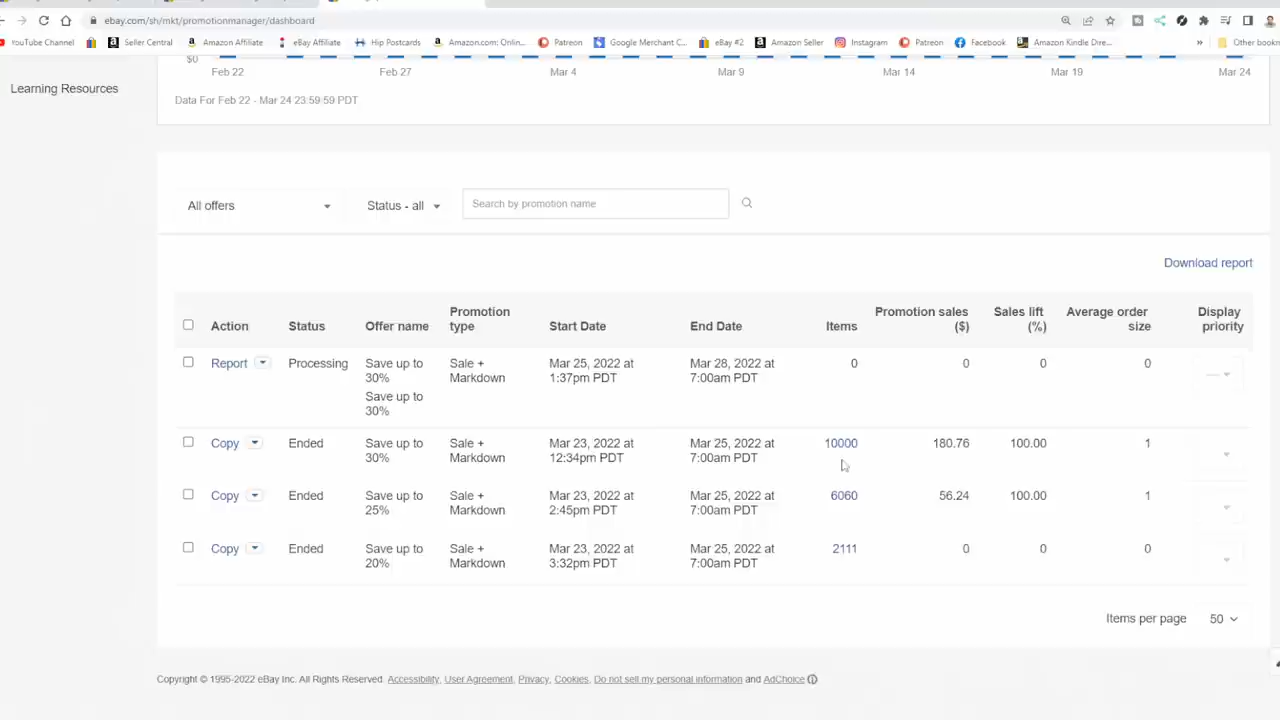 ebay.com/sh/mkt/promotionmanager/dashboard
YouTube Channel Seller Central Amazon Affiliate eBay Affiliate Hip Postcards Amazon.com: Onlin... Patreon Google Merchant C... eBay #2 Amazon Seller Instagram Patreon Facebook Amazon Kindle Dire... » Other bookm
$0
Feb 22 Feb 27 Mar 4 Mar 9 Mar 14 Mar 19 Mar 24
Learning Resources
Data For Feb 22 - Mar 24 23:59:59 PDT
All offers Status - all Search by promotion name
Download report
Action Status Offer name Promotion type Start Date End Date Items Promotion sales ($) Sales lift (%) Average order size Display priority
Report Processing Save up to 30% Save up to 30% Sale + Markdown Mar 25, 2022 at 1:37pm PDT Mar 28, 2022 at 7:00am PDT 0 0 0 0
Copy Ended Save up to 30% Sale + Markdown Mar 23, 2022 at 12:34pm PDT Mar 25, 2022 at 7:00am PDT 10000 180.76 100.00 1
Copy Ended Save up to 25% Sale + Markdown Mar 23, 2022 at 2:45pm PDT Mar 25, 2022 at 7:00am PDT 6060 56.24 100.00 1
Copy Ended Save up to 20% Sale + Markdown Mar 23, 2022 at 3:32pm PDT Mar 25, 2022 at 7:00am PDT 2111 0 0 0
Items per page 50
Copyright © 1995-2022 eBay Inc. All Rights Reserved. Accessibility, User Agreement, Privacy, Cookies, Do not sell my personal information and AdChoice